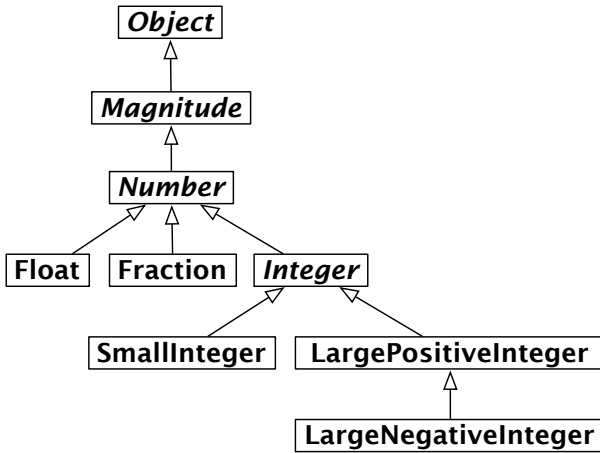 Object
Magnitude
Number
Float
Fraction
Integer
SmallInteger
LargePositiveInteger
LargeNegativeInteger